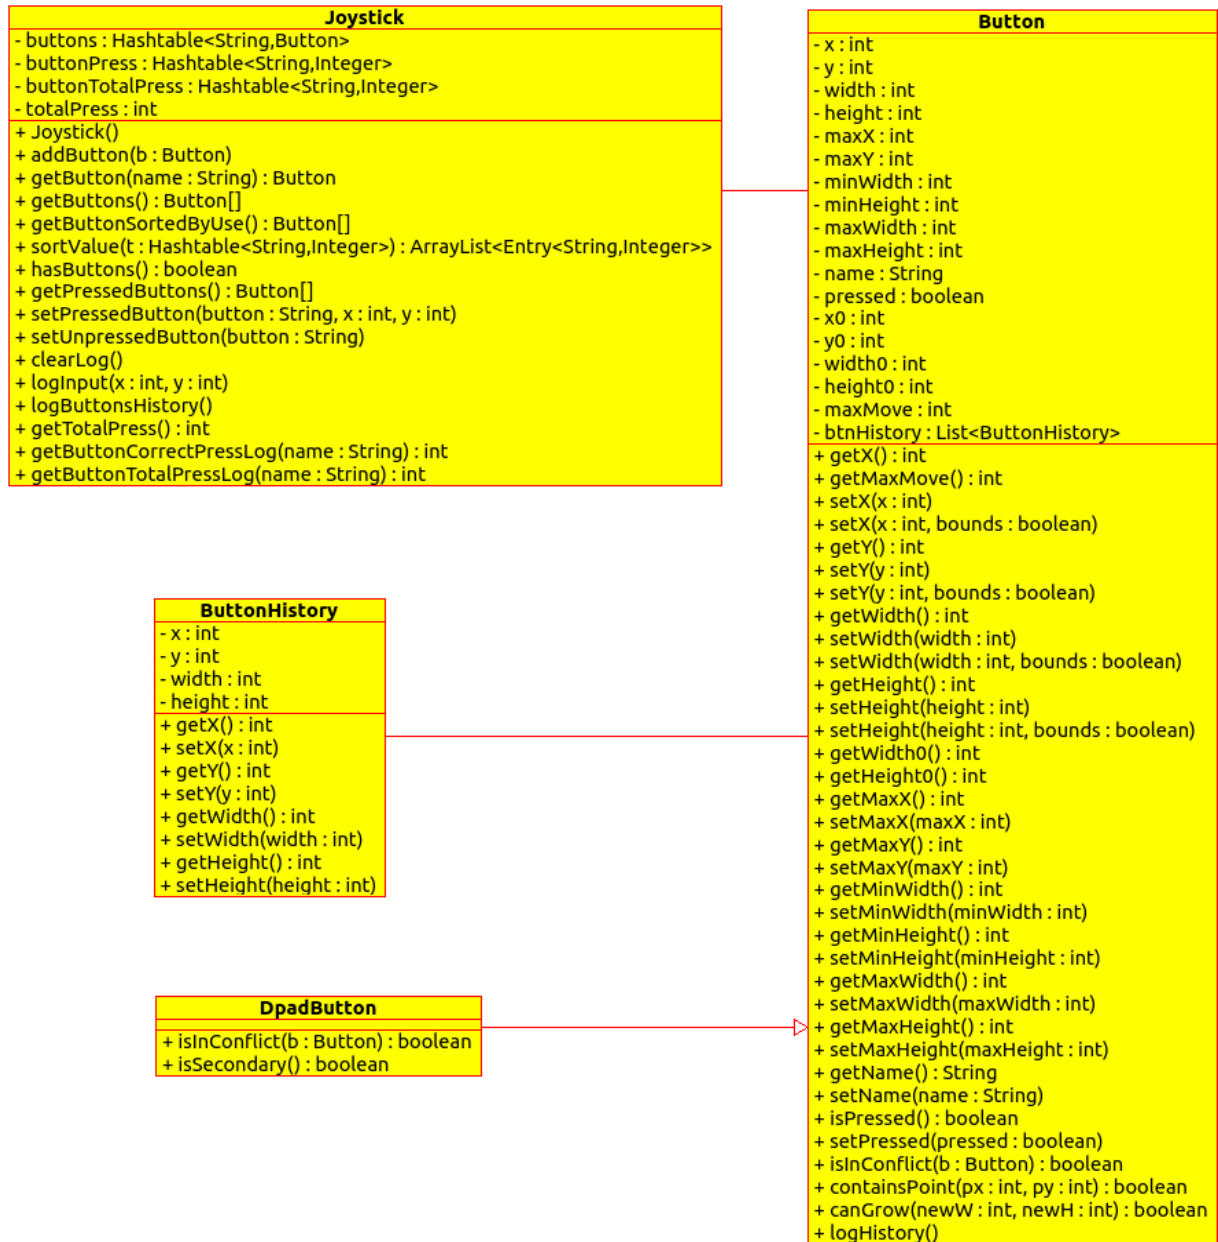 Joystick
- buttons : Hashtable<String,Button>
- buttonPress : Hashtable<String,Integer>
- buttonTotalPress : Hashtable<String,Integer>
- totalPress : int
+ Joystick()
+ addButton(b : Button)
+ getButton(name : String) : Button
+ getButtons() : Button[]
+ getButtonSortedByUse() : Button[]
+ sortValue(t : Hashtable<String,Integer>) : ArrayList<Entry<String,Integer>>
+ hasButtons() : boolean
+ getPressedButtons() : Button[]
+ setPressedButton(button : String, x : int, y : int)
+ setUnpressedButton(button : String)
+ clearLog()
+ logInput(x : int, y : int)
+ logButtonsHistory()
+ getTotalPress() : int
+ getButtonCorrectPressLog(name : String) : int
+ getButtonTotalPressLog(name : String) : int
ButtonHistory
- x : int
- y : int
- width : int
- height : int
+ getX() : int
+ setX(x : int)
+ getY() : int
+ setY(y : int)
+ getWidth() : int
+ setWidth(width : int)
+ getHeight() : int
+ setHeight(height : int)
DpadButton
+ isInConflict(b : Button) : boolean
+ isSecondary() : boolean
Button
- x : int
- y : int
- width : int
- height : int
- maxX : int
- maxY : int
- minWidth : int
- minHeight : int
- maxWidth : int
- maxHeight : int
- name : String
- pressed : boolean
- x0 : int
- y0 : int
- width0 : int
- height0 : int
- maxMove : int
- btnHistory : List<ButtonHistory>
+ getX() : int
+ getMaxMove() : int
+ setX(x : int)
+ setX(x : int, bounds : boolean)
+ getY() : int
+ setY(y : int)
+ setY(y : int, bounds : boolean)
+ getWidth() : int
+ setWidth(width : int)
+ setWidth(width : int, bounds : boolean)
+ getHeight() : int
+ setHeight(height : int)
+ setHeight(height : int, bounds : boolean)
+ getWidth0() : int
+ getHeight0() : int
+ getMaxX() : int
+ setMaxX(maxX : int)
+ getMaxY() : int
+ setMaxY(maxY : int)
+ getMinWidth() : int
+ setMinWidth(minWidth : int)
+ getMinHeight() : int
+ setMinHeight(minHeight : int)
+ getMaxWidth() : int
+ setMaxWidth(maxWidth : int)
+ getMaxHeight() : int
+ setMaxHeight(maxHeight : int)
+ getName() : String
+ setName(name : String)
+ isPressed() : boolean
+ setPressed(pressed : boolean)
+ isInConflict(b : Button) : boolean
+ containsPoint(px : int, py : int) : boolean
+ canGrow(newW : int, newH : int) : boolean
+ logHistory()